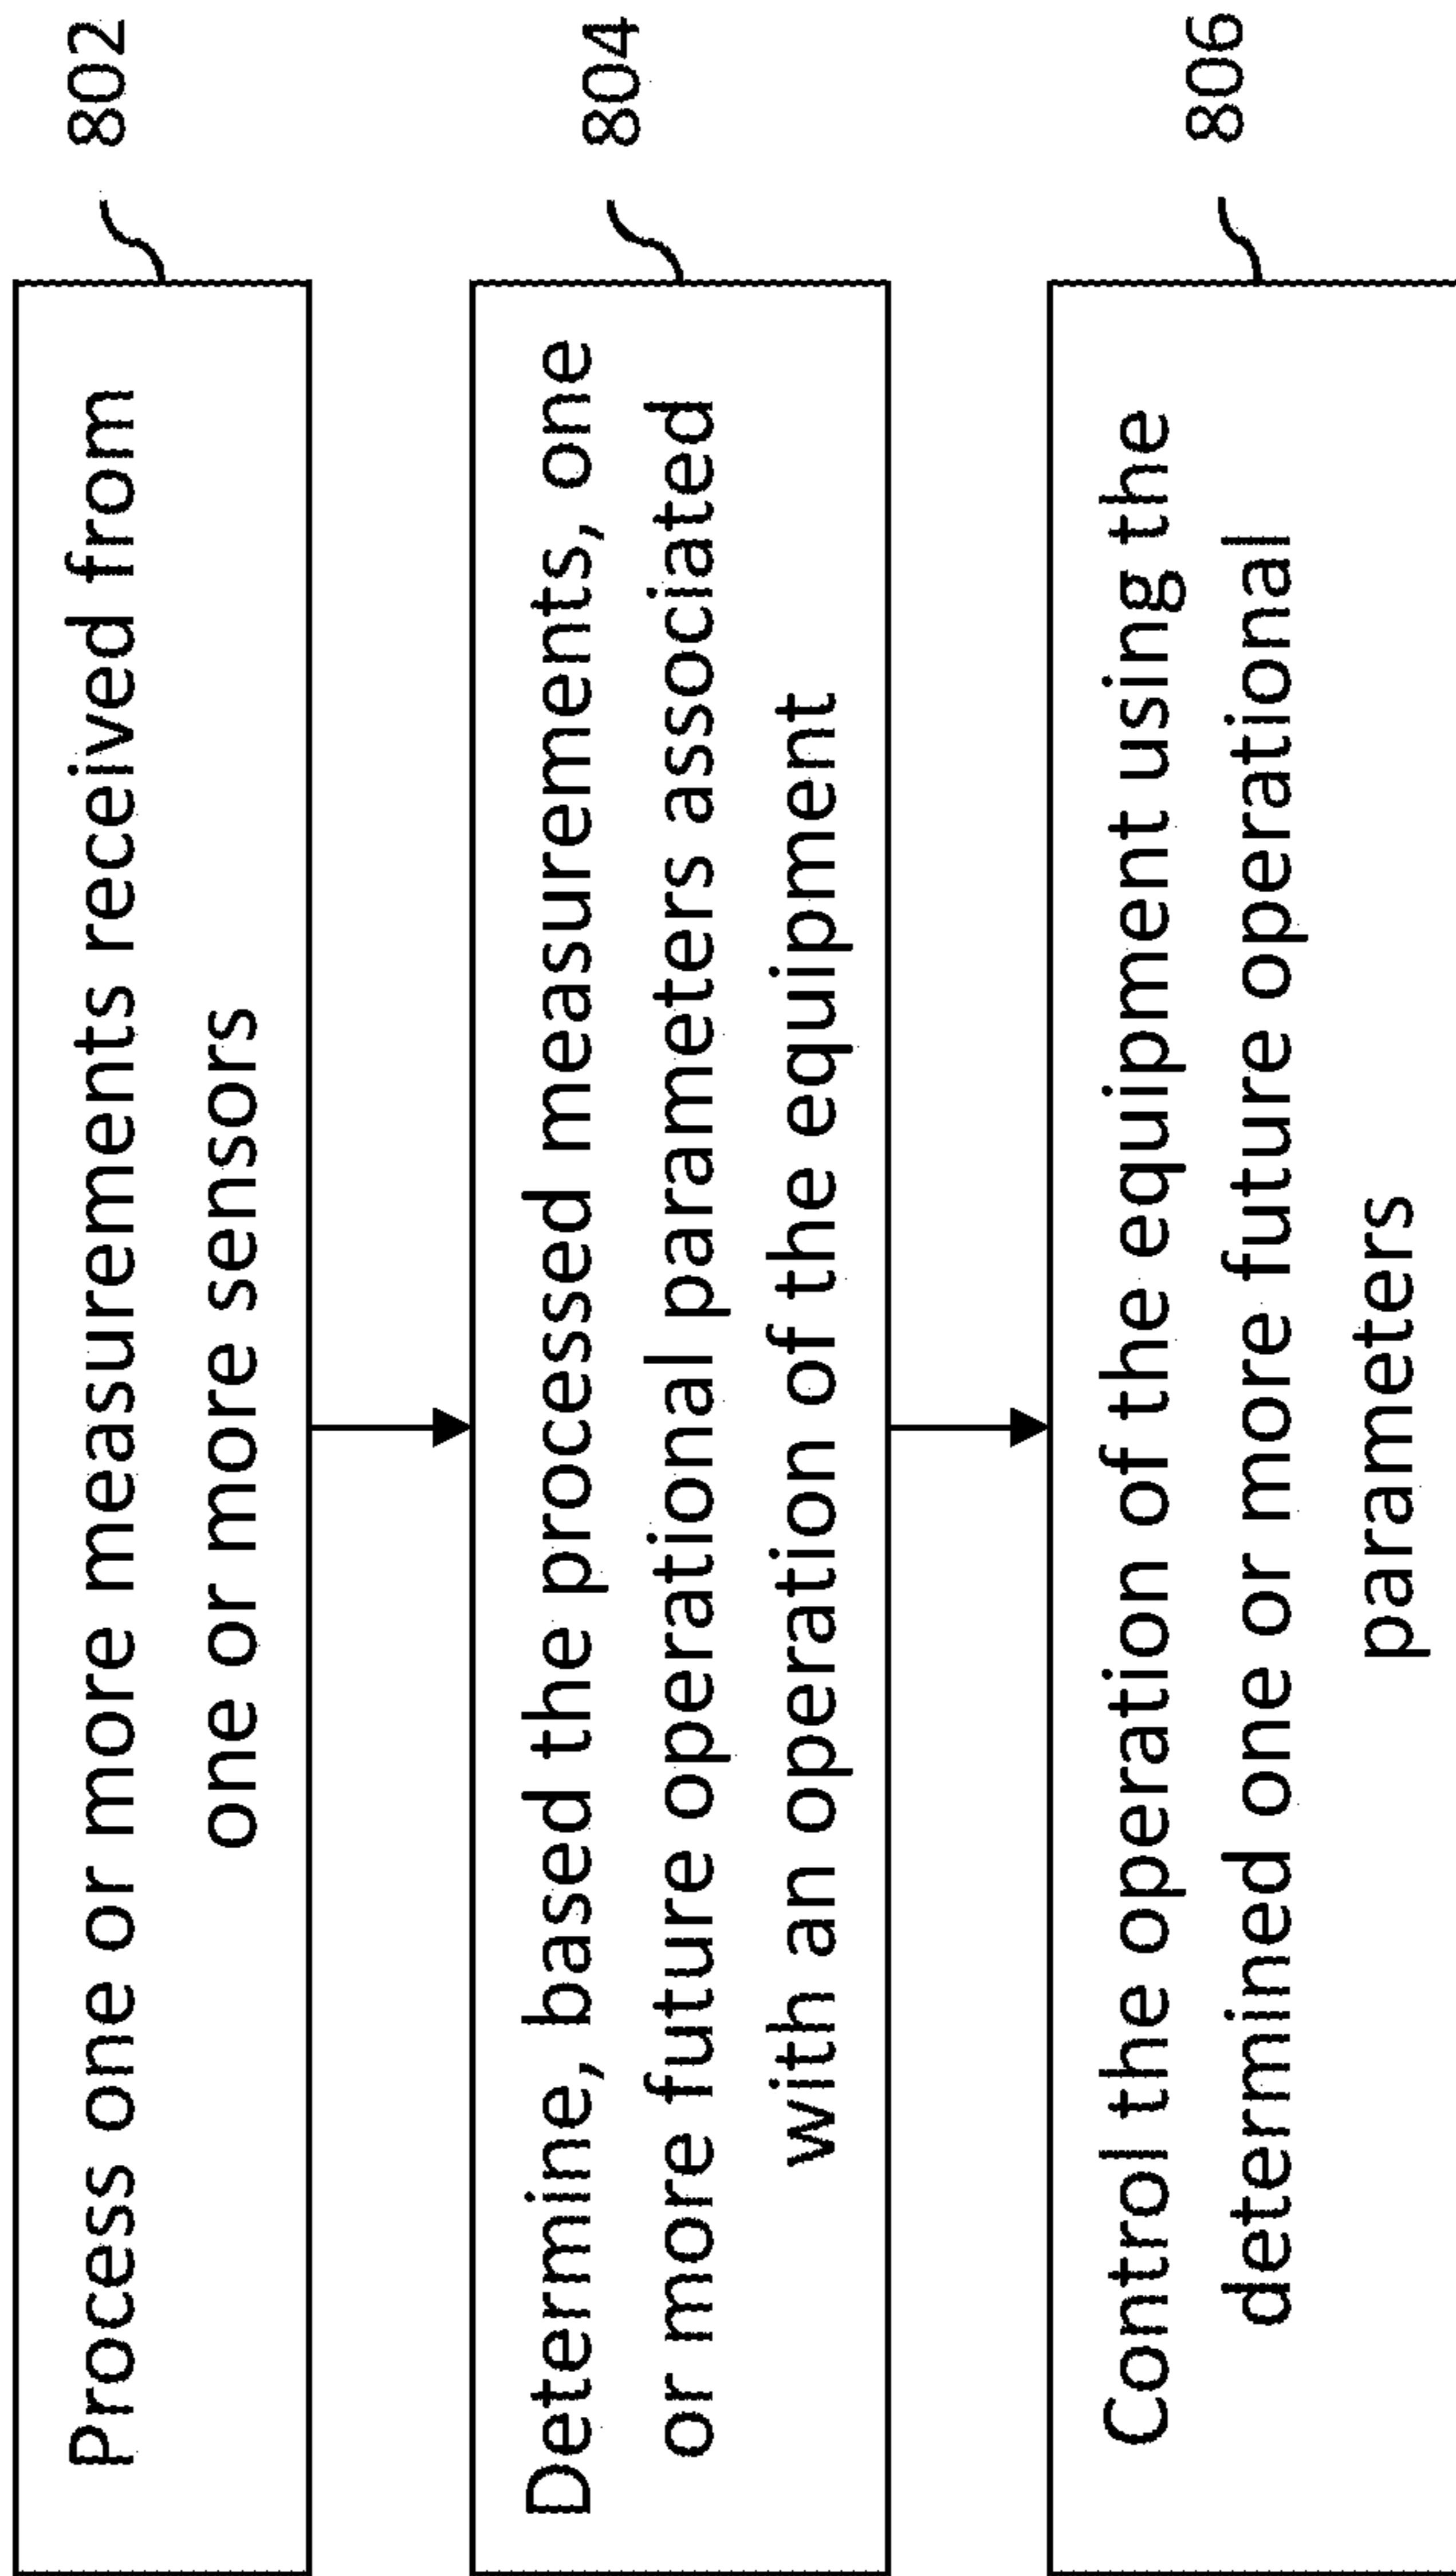 Process one or more measurements received from
one or more sensors
802
Determine, based the processed measurements, one
or more future operational parameters associated
with an operation of the equipment
804
Control the operation of the equipment using the
determined one or more future operational
parameters
806